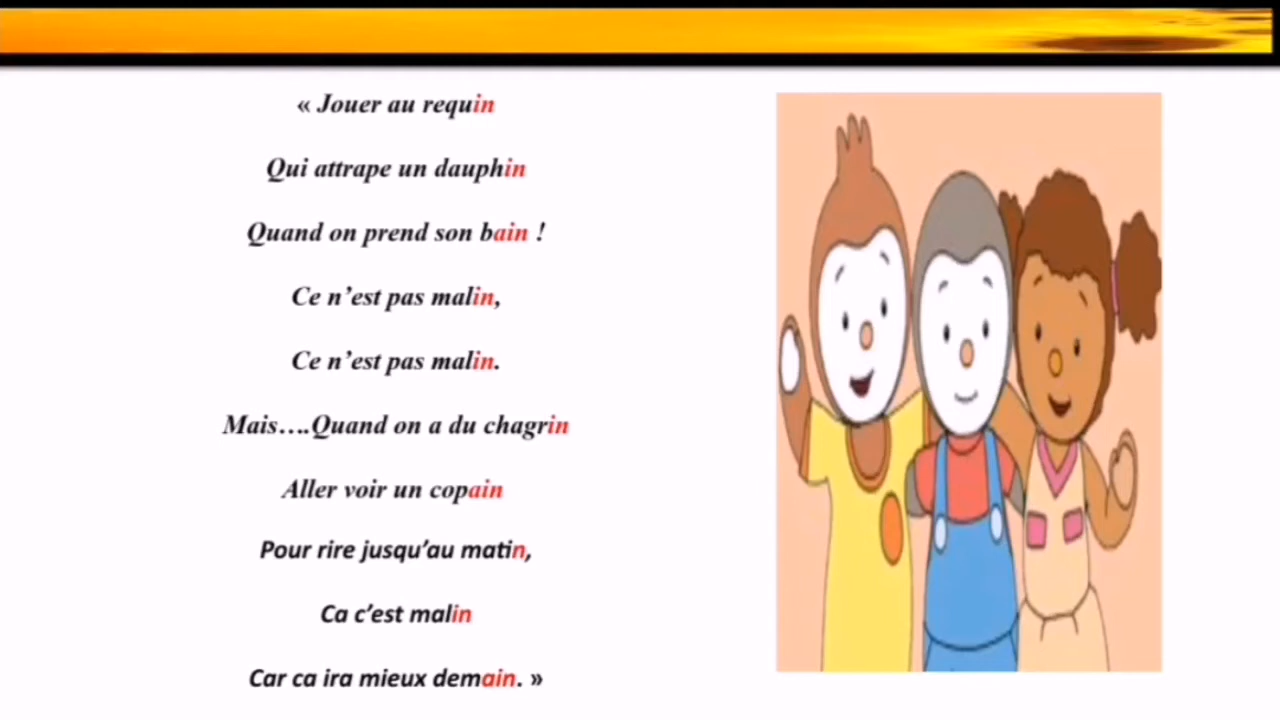 « Jouer au requin
Qui attrape un dauphin
Quand on prend son bain !
Ce n’est pas malin,
Ce n’est pas malin.
Mais….Quand on a du chagrin
Aller voir un copain
Pour rire jusqu’au matin,
Ca c’est malin
Car ca ira mieux demain. »